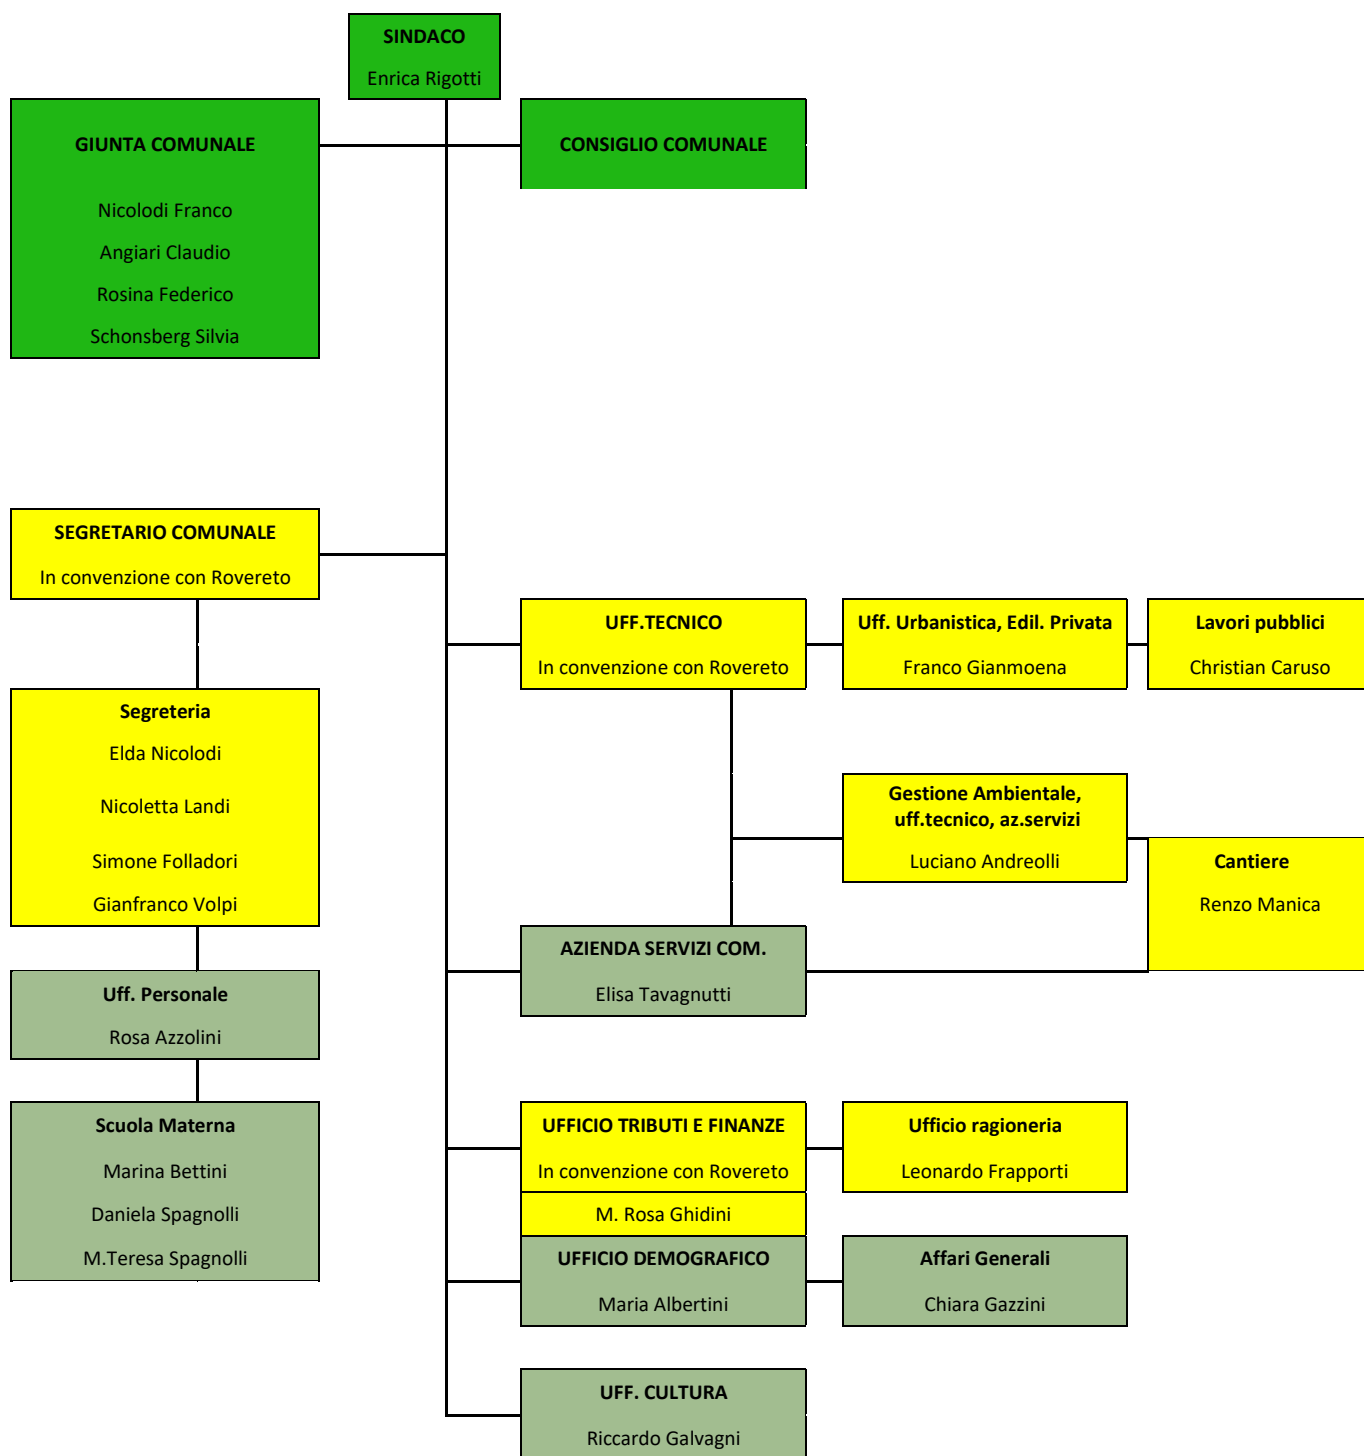 SINDACO
Enrica Rigotti
GIUNTA COMUNALE
Nicolodi Franco
Angiari Claudio
Rosina Federico
Schonsberg Silvia
CONSIGLIO COMUNALE
SEGRETARIO COMUNALE
In convenzione con Rovereto
Segreteria
Elda Nicolodi
Nicoletta Landi
Simone Folladori
Gianfranco Volpi
Uff. Personale
Rosa Azzolini
Scuola Materna
Marina Bettini
Daniela Spagnolli
M.Teresa Spagnolli
UFF.TECNICO
In convenzione con Rovereto
Uff. Urbanistica, Edil. Privata
Franco Gianmoena
Lavori pubblici
Christian Caruso
Gestione Ambientale,
uff.tecnico, az.servizi
Luciano Andreolli
Cantiere
Renzo Manica
AZIENDA SERVIZI COM.
Elisa Tavagnutti
UFFICIO TRIBUTI E FINANZE
In convenzione con Rovereto
M. Rosa Ghidini
Ufficio ragioneria
Leonardo Frapporti
UFFICIO DEMOGRAFICO
Maria Albertini
Affari Generali
Chiara Gazzini
UFF. CULTURA
Riccardo Galvagni